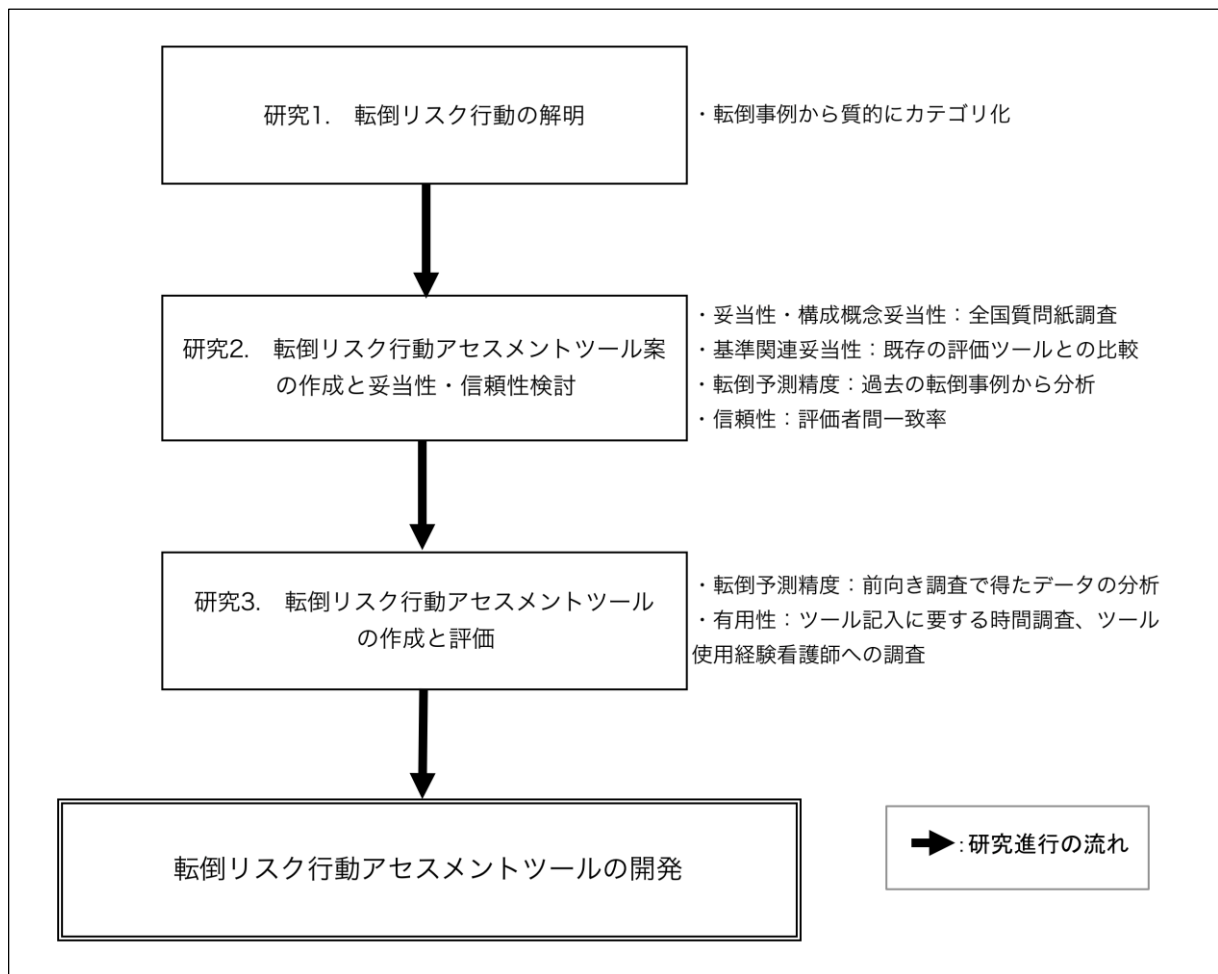 研究1.　転倒リスク行動の解明
・転倒事例から質的にカテゴリ化
研究2.　転倒リスク行動アセスメントツール案
の作成と妥当性・信頼性検討
・妥当性・構成概念妥当性：全国質問紙調査
・基準関連妥当性：既存の評価ツールとの比較
・転倒予測精度：過去の転倒事例から分析
・信頼性：評価者間一致率
研究3.　転倒リスク行動アセスメントツール
の作成と評価
・転倒予測精度：前向き調査で得たデータの分析
・有用性：ツール記入に要する時間調査、ツール
使用経験看護師への調査
転倒リスク行動アセスメントツールの開発
：研究進行の流れ